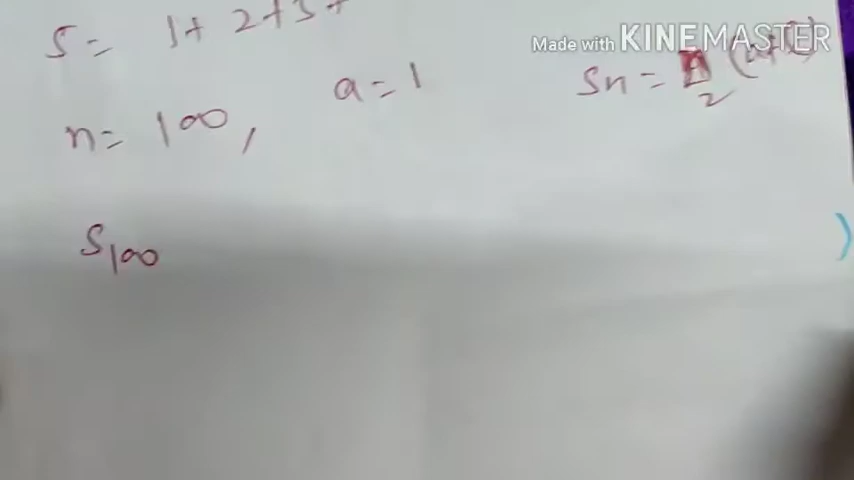 S = 1 + 2 + 3 +
Made with KINEMASTER
a = 1
Sn = n/2 (a + l)
n = 100,
S100
)